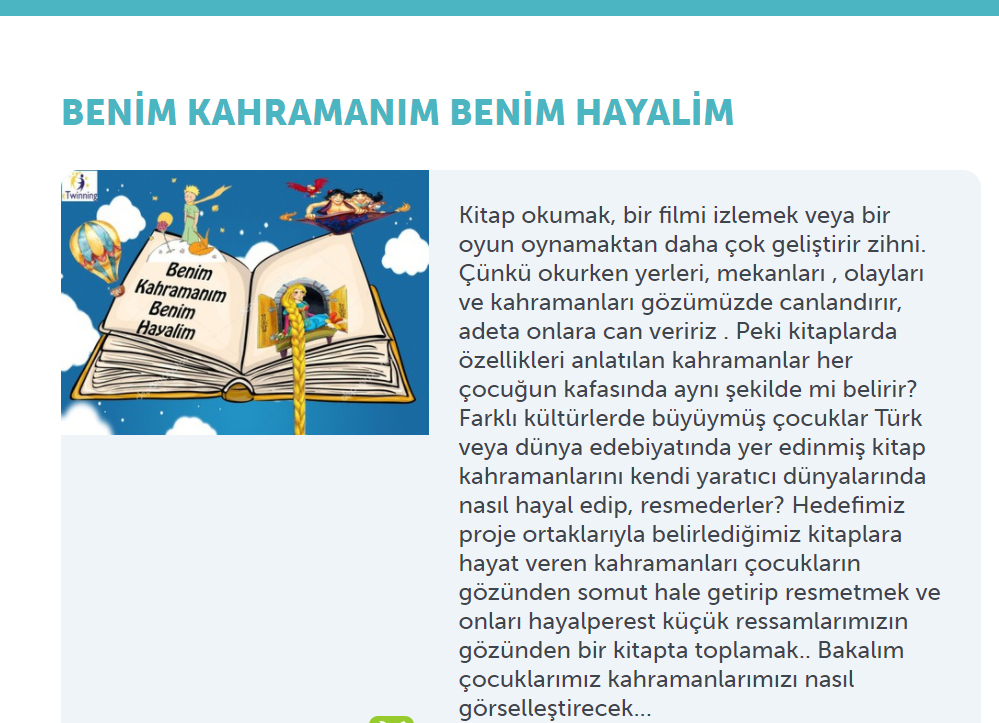 BENİM KAHRAMANIM BENİM HAYALİM
Twinning
Benim
Kahramanım
Benim
Hayalim
Kitap okumak, bir filmi izlemek veya bir
oyun oynamaktan daha çok geliştirir zihni.
Çünkü okurken yerleri, mekanları , olayları
ve kahramanları gözümüzde canlandırır,
adeta onlara can veririz . Peki kitaplarda
özellikleri anlatılan kahramanlar her
çocuğun kafasında aynı şekilde mi belirir?
Farklı kültürlerde büyüymüş çocuklar Türk
veya dünya edebiyatında yer edinmiş kitap
kahramanlarını kendi yaratıcı dünyalarında
nasıl hayal edip, resmederler? Hedefimiz
proje ortaklarıyla belirlediğimiz kitaplara
hayat veren kahramanları çocukların
gözünden somut hale getirip resmetmek ve
onları hayalperest küçük ressamlarımızın
gözünden bir kitapta toplamak.. Bakalım
çocuklarımız kahramanlarımızı nasıl
görselleştirecek...